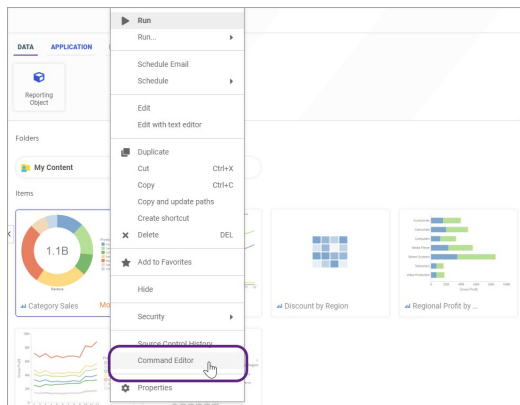 Run
Run...
DATA APPLICATION
Schedule Email
Schedule
Reporting
Object
Edit
Edit with text editor
Folders
Duplicate
My Content
Cut Ctrl+X
Copy Ctrl+C
Items
Copy and update paths
Create shortcut
Delete DEL
1.1B
Revenue
Add to Favorites
Hide
Category Sales
Discount by Region
Regional Profit by ...
Security
Source Control History
Command Editor
Properties